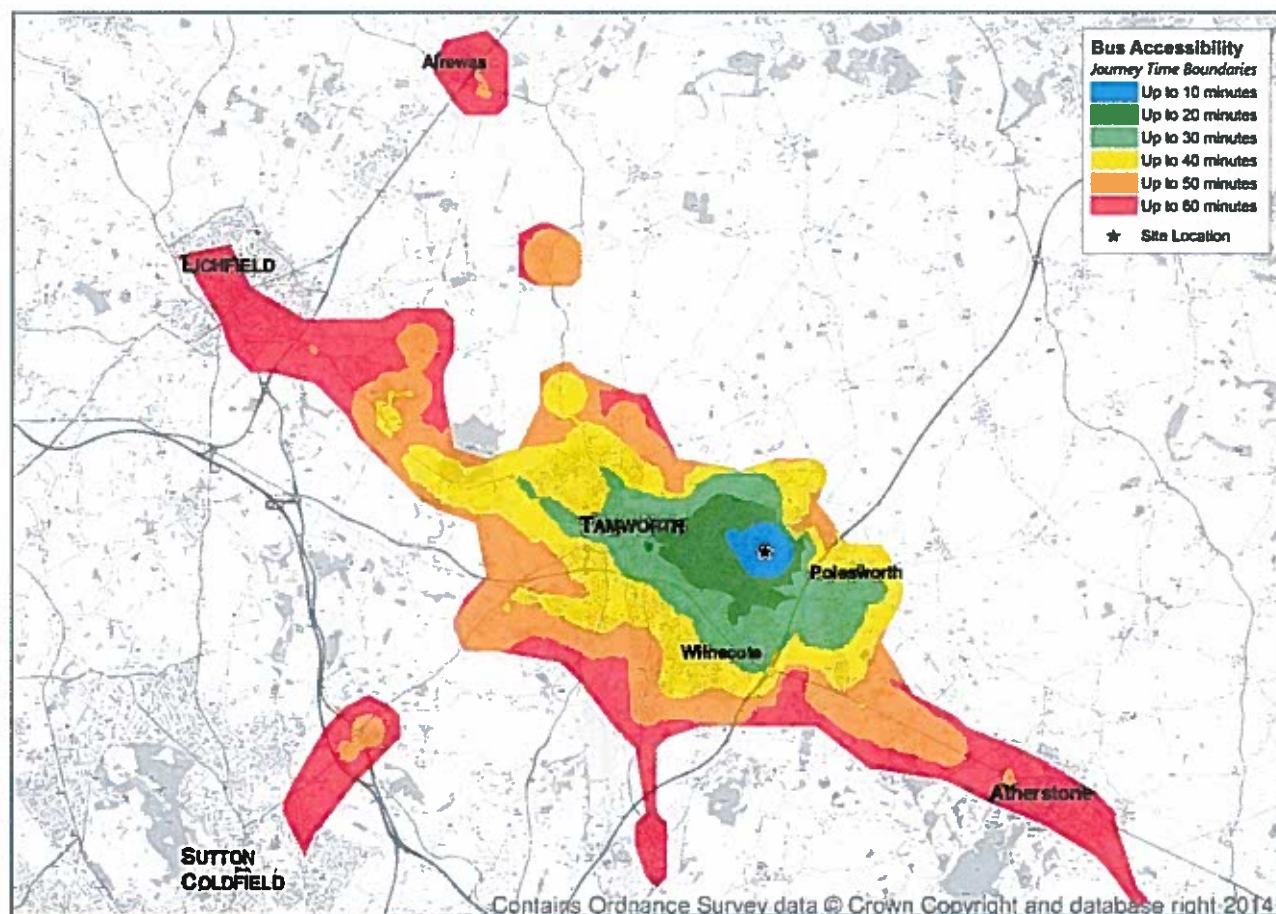 Bus Accessibility
Journey Time Boundaries
Up to 10 minutes
Up to 20 minutes
Up to 30 minutes
Up to 40 minutes
Up to 50 minutes
Up to 60 minutes
Site Location
Alrewas
LICHFIELD
TAMWORTH
Polesworth
Wilnecote
Atherstone
SUTTON
COLDFIELD
Contains Ordnance Survey data © Crown Copyright and database right 2014